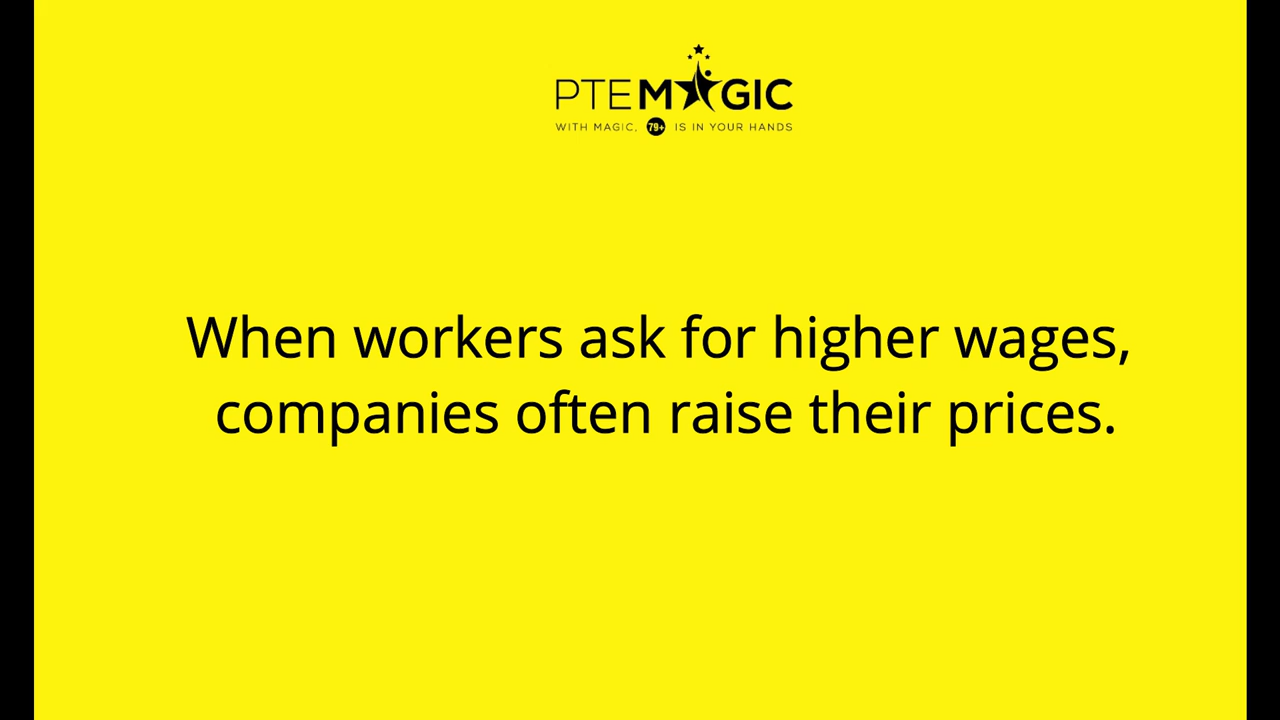 PTEMAGIC
WITH MAGIC, 79+ IS IN YOUR HANDS
When workers ask for higher wages,
companies often raise their prices.